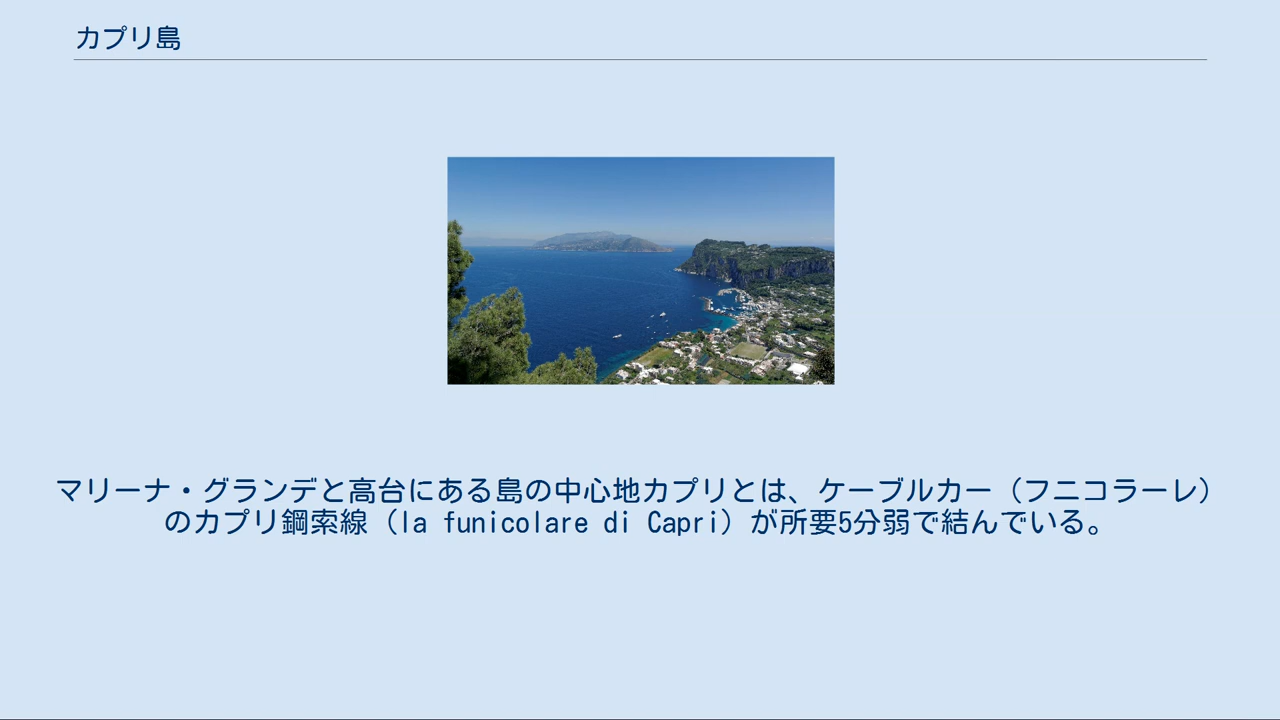 カプリ島
マリーナ・グランデと高台にある島の中心地カプリとは、ケーブルカー（フニコラーレ）
のカプリ鋼索線（la funicolare di Capri）が所要5分弱で結んでいる。